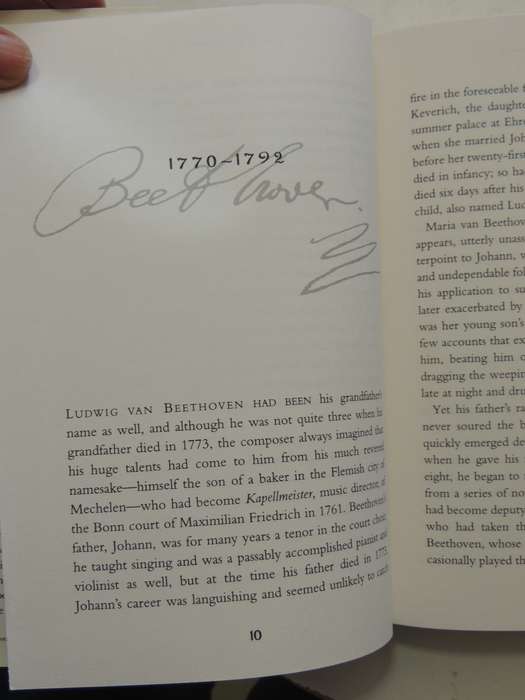 1770–1792
Beethoven.
LUDWIG VAN BEETHOVEN HAD BEEN his grandfather's
name as well, and although he was not quite three when his
grandfather died in 1773, the composer always imagined that
his huge talents had come to him from his much revered
namesake—himself the son of a baker in the Flemish city of
Mechelen—who had become Kapellmeister, music director, of
the Bonn court of Maximilian Friedrich in 1761. Beethoven's
father, Johann, was for many years a tenor in the court choir;
he taught singing and was a passably accomplished pianist and
violinist as well, but at the time his father died in 1773,
Johann's career was languishing and seemed unlikely to catch
10
fire in the foreseeable
Keverich, the daughte
summer palace at Ehre
when she married Joh
before her twenty-first
died in infancy; so ha
died six days after his
child, also named Lud
Maria van Beethove
appears, utterly unass
terpoint to Johann, w
and undependable fol
his application to su
later exacerbated by
was her young son's
few accounts that ex
him, beating him o
dragging the weepin
late at night and dru
Yet his father's ra
never soured the b
quickly emerged de
when he gave his
eight, he began to
from a series of no
had become deputy
who had taken th
Beethoven, whose
casionally played th